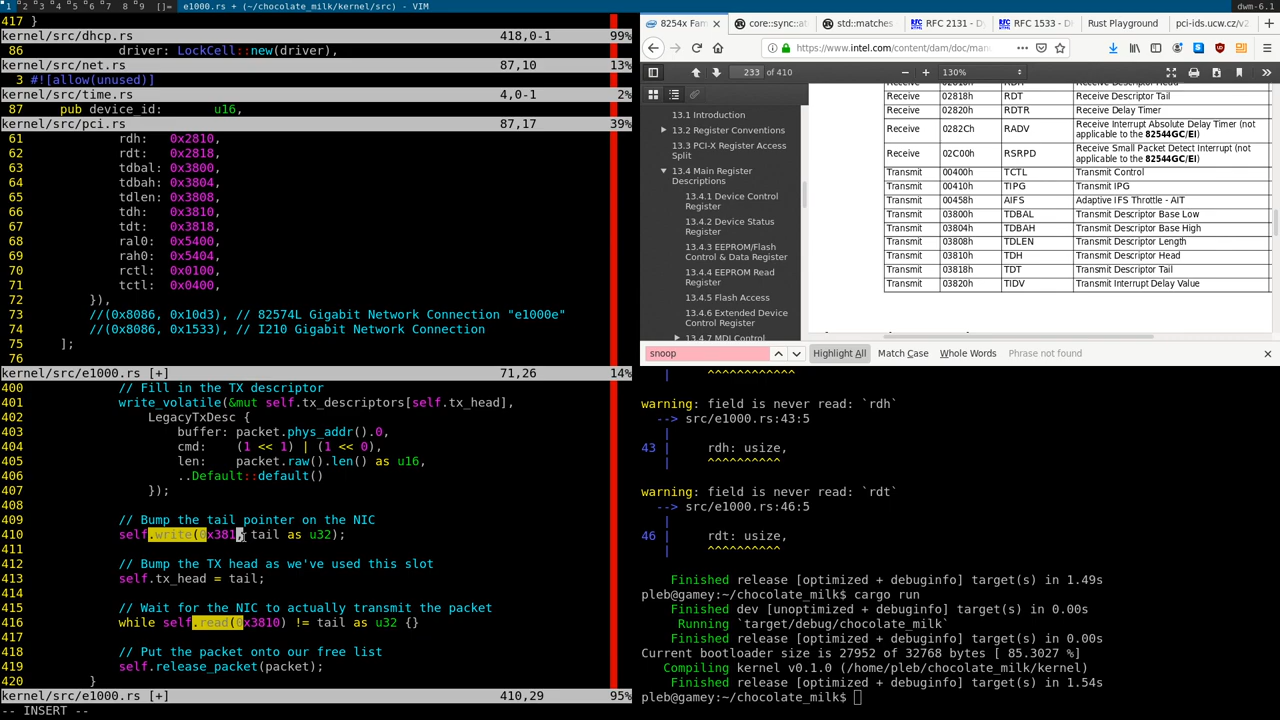 1 2 3 4 5 6 7 8 9 []= e1000.rs + (~/chocolate_milk/kernel/src) - VIM
dwm-6.1
417 }
kernel/src/dhcp.rs 418,0-1 99%
86 driver: LockCell::new(driver),
kernel/src/net.rs 87,10 13%
3 #![allow(unused)]
kernel/src/time.rs 4,0-1 2%
87 pub device_id: u16,
kernel/src/pci.rs 87,17 39%
61 rdh: 0x2810,
62 rdt: 0x2818,
63 tdbal: 0x3800,
64 tdbah: 0x3804,
65 tdlen: 0x3808,
66 tdh: 0x3810,
67 tdt: 0x3818,
68 ral0: 0x5400,
69 rah0: 0x5404,
70 rctl: 0x0100,
71 tctl: 0x0400,
72 }),
73 //(0x8086, 0x10d3), // 82574L Gigabit Network Connection "e1000e"
74 //(0x8086, 0x1533), // I210 Gigabit Network Connection
75 ];
76
kernel/src/e1000.rs [+] 71,26 14%
400 // Fill in the TX descriptor
401 write_volatile(&mut self.tx_descriptors[self.tx_head],
402 LegacyTxDesc {
403 buffer: packet.phys_addr().0,
404 cmd: (1 << 1) | (1 << 0),
405 len: packet.raw().len() as u16,
406 ..Default::default()
407 });
408
409 // Bump the tail pointer on the NIC
410 self.write(0x381, tail as u32);
411
412 // Bump the TX head as we've used this slot
413 self.tx_head = tail;
414
415 // Wait for the NIC to actually transmit the packet
416 while self.read(0x3810) != tail as u32 {}
417
418 // Put the packet onto our free list
419 self.release_packet(packet);
420 }
kernel/src/e1000.rs [+] 410,29 95%
-- INSERT --
8254x Fam
core::sync::at
std::matches
RFC 2131 - D
RFC 1533 - D
Rust Playground
pci-ids.ucw.cz/v2
https://www.intel.com/content/dam/doc/man
233 of 410
130%
13.1 Introduction
13.2 Register Conventions
13.3 PCI-X Register Access
Split
13.4 Main Register
Descriptions
13.4.1 Device Control
Register
13.4.2 Device Status
Register
13.4.3 EEPROM/Flash
Control & Data Register
13.4.4 EEPROM Read
Register
13.4.5 Flash Access
13.4.6 Extended Device
Control Register
13.4.7 MDI Control
Receive 02810h RDH Receive Descriptor Head
Receive 02818h RDT Receive Descriptor Tail
Receive 02820h RDTR Receive Delay Timer
Receive 0282Ch RADV Receive Interrupt Absolute Delay Timer (not
applicable to the 82544GC/EI)
Receive 02C00h RSRPD Receive Small Packet Detect Interrupt (not
applicable to the 82544GC/EI)
Transmit 00400h TCTL Transmit Control
Transmit 00410h TIPG Transmit IPG
Transmit 00458h AIFS Adaptive IFS Throttle - AIT
Transmit 03800h TDBAL Transmit Descriptor Base Low
Transmit 03804h TDBAH Transmit Descriptor Base High
Transmit 03808h TDLEN Transmit Descriptor Length
Transmit 03810h TDH Transmit Descriptor Head
Transmit 03818h TDT Transmit Descriptor Tail
Transmit 03820h TIDV Transmit Interrupt Delay Value
snoop
Highlight All Match Case Whole Words Phrase not found
| ^^^^^^^^^^^^
warning: field is never read: `rdh`
--> src/e1000.rs:43:5
|
43 | rdh: usize,
| ^^^^^^^^^^
warning: field is never read: `rdt`
--> src/e1000.rs:46:5
|
46 | rdt: usize,
| ^^^^^^^^^^
Finished release [optimized + debuginfo] target(s) in 1.49s
pleb@gamey:~/chocolate_milk$ cargo run
Finished dev [unoptimized + debuginfo] target(s) in 0.00s
Running `target/debug/chocolate_milk`
Finished release [optimized + debuginfo] target(s) in 0.00s
Current bootloader size is 27952 of 32768 bytes [ 85.3027 %]
Compiling kernel v0.1.0 (/home/pleb/chocolate_milk/kernel)
Finished release [optimized + debuginfo] target(s) in 1.54s
pleb@gamey:~/chocolate_milk$